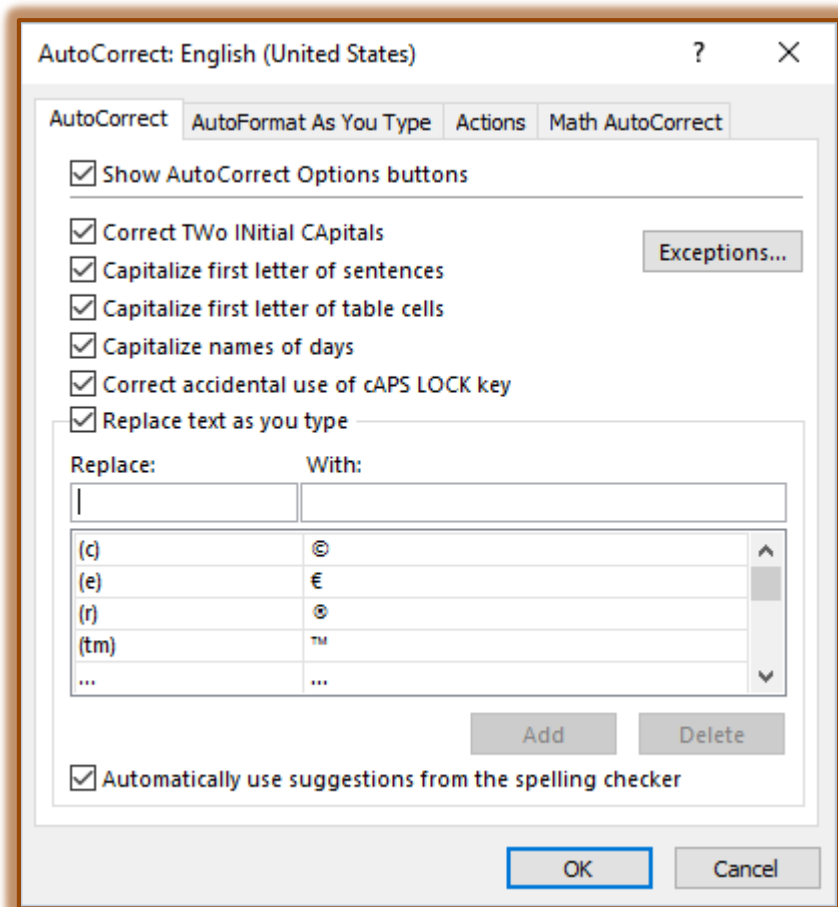 AutoCorrect: English (United States) ?
AutoCorrect AutoFormat As You Type Actions Math AutoCorrect
Show AutoCorrect Options buttons
Correct TWo INitial CApitals
Exceptions...
Capitalize first letter of sentences
Capitalize first letter of table cells
Capitalize names of days
Correct accidental use of cAPS LOCK key
Replace text as you type
Replace: With:
(c) ©
(e) €
(r) ®
(tm) ™
... ...
Add Delete
Automatically use suggestions from the spelling checker
OK Cancel